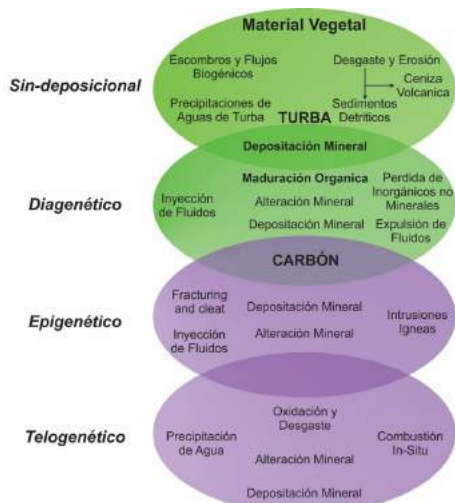 Material Vegetal
Sin-deposicional
Escombros y Flujos
Biogénicos
Desgaste y Erosión
Ceniza
Volcanica
Precipitaciones de
Aguas de Turba
Sedimentos
Detríticos
TURBA
Depositación Mineral
Diagenético
Inyección
de Fluidos
Maduración Organica
Alteración Mineral
Depositación Mineral
Perdida de
Inorgánicos no
Minerales
Expulsión de
Fluidos
CARBÓN
Epigenético
Fracturing
and cleat
Inyección
de Fluidos
Depositación Mineral
Alteración Mineral
Intrusiones
Igneas
Telogenético
Precipitación
de Agua
Oxidación y
Desgaste
Alteración Mineral
Depositación Mineral
Combustión
In-Situ